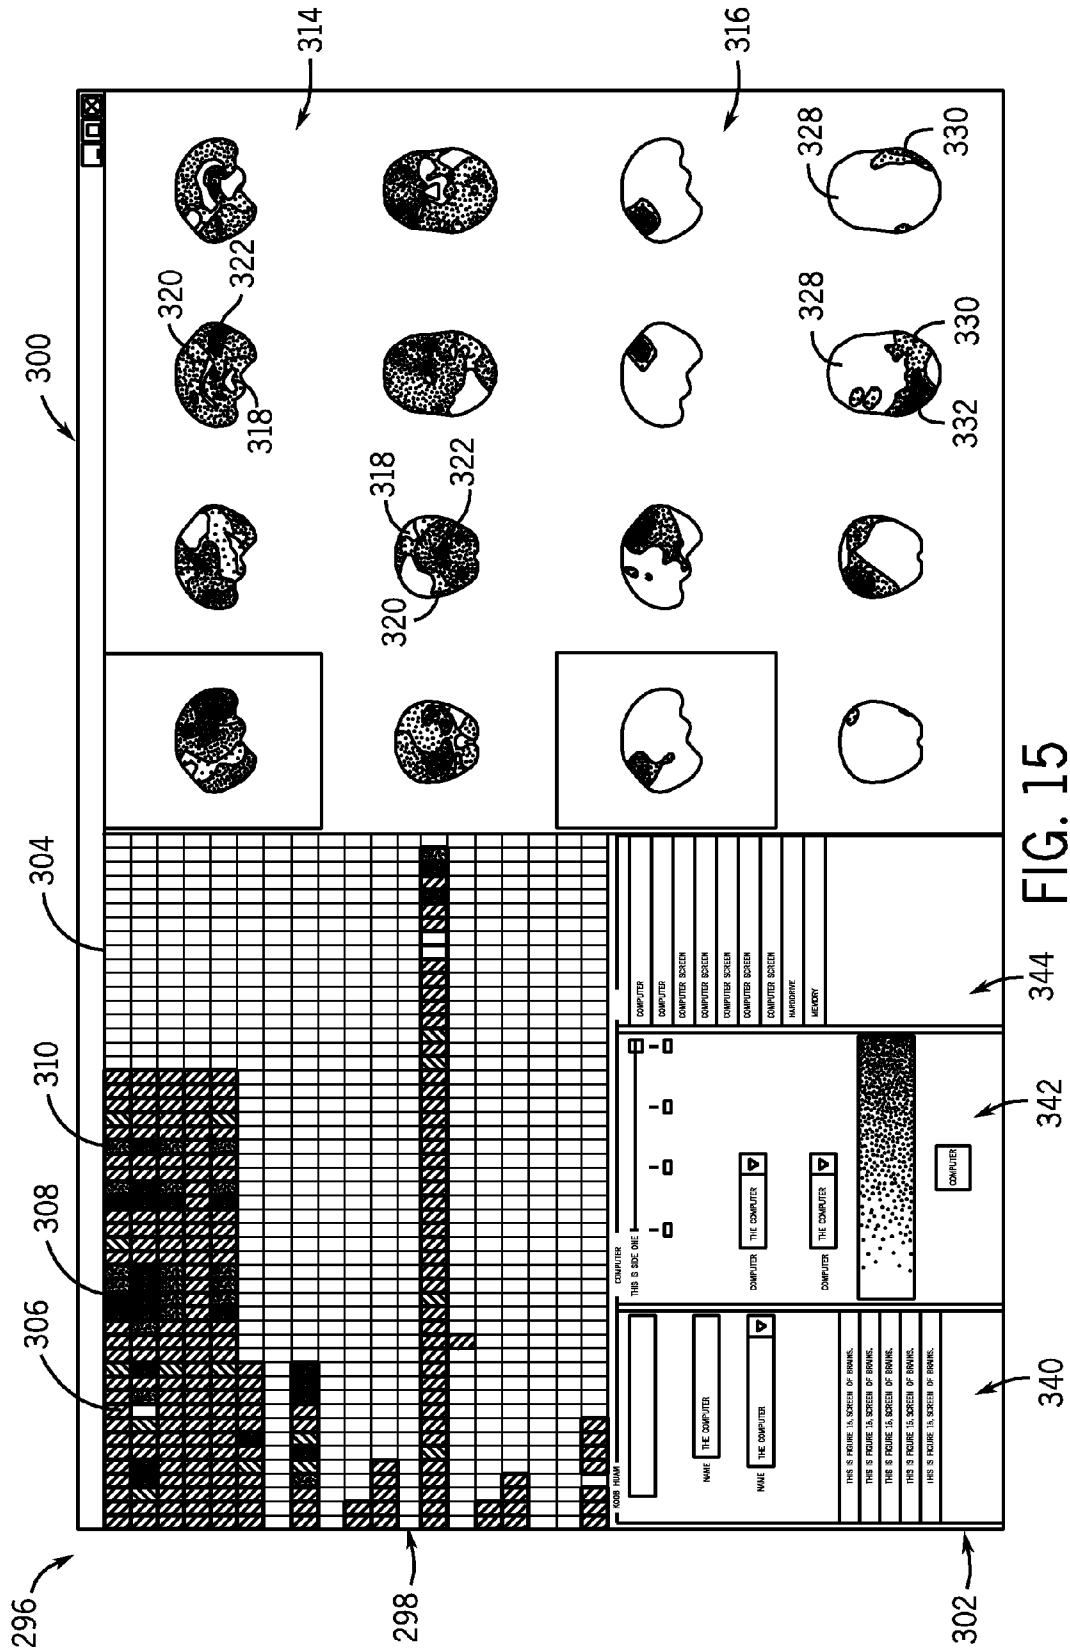 296
300
298
302
304
306
308
310
314
316
320
322
318
318
322
320
328
328
330
330
332
KOOB HUAM
NAME THE COMPUTER
NAME THE COMPUTER
THIS IS FIGURE 15, SCREEN OF BRAINS.
THIS IS FIGURE 15, SCREEN OF BRAINS.
THIS IS FIGURE 15, SCREEN OF BRAINS.
THIS IS FIGURE 15, SCREEN OF BRAINS.
THIS IS FIGURE 15, SCREEN OF BRAINS.
340
COMPUTER
THIS IS SIDE ONE
COMPUTER THE COMPUTER
COMPUTER THE COMPUTER
COMPUTER
342
COMPUTER
COMPUTER
COMPUTER SCREEN
COMPUTER SCREEN
COMPUTER SCREEN
COMPUTER SCREEN
COMPUTER SCREEN
HARDDRIVE
MEMORY
344
FIG. 15